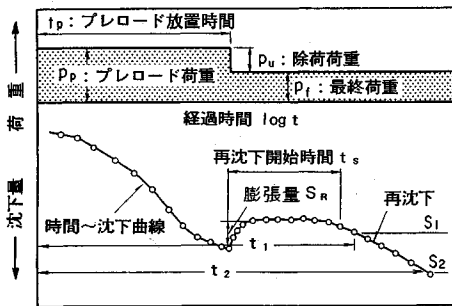 tₚ：プレロード放置時間
pᵤ：除荷荷重
pₚ：プレロード荷重
p_f：最終荷重
荷重
経過時間 log t
再沈下開始時間 tₛ
膨張量 S_R
再沈下
沈下量
時間～沈下曲線
t₁
S₁
t₂
S₂